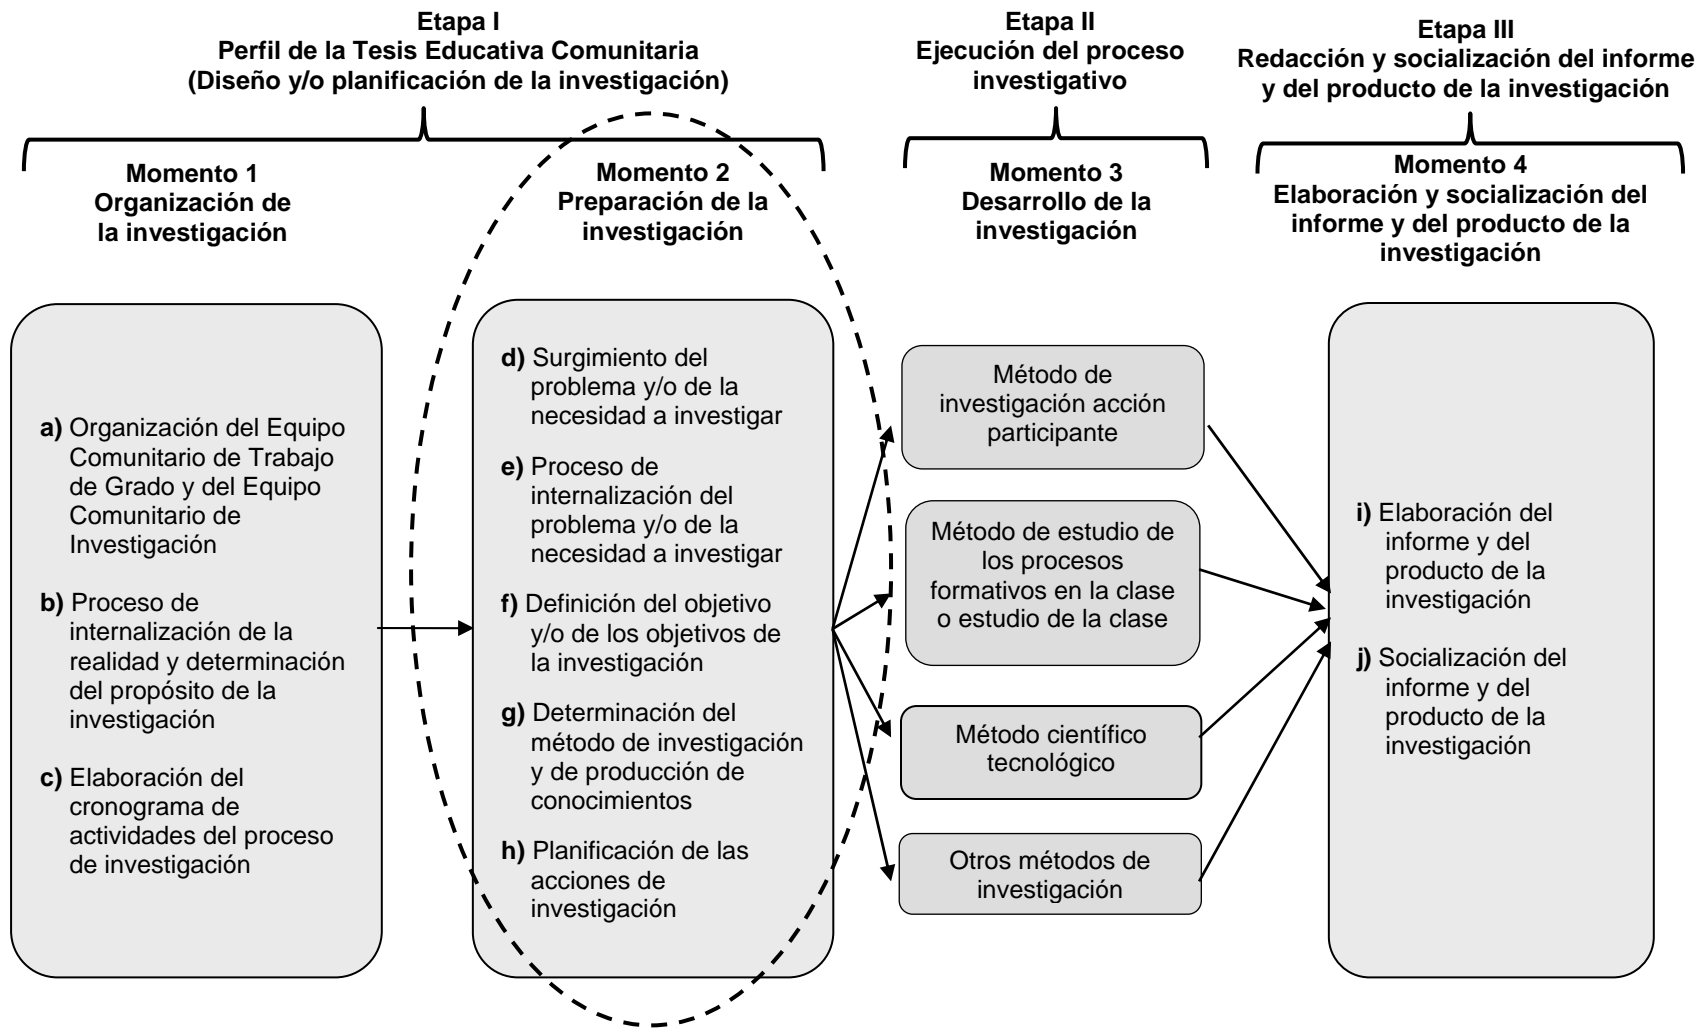 Etapa I
Perfil de la Tesis Educativa Comunitaria
(Diseño y/o planificación de la investigación)
Etapa II
Ejecución del proceso
investigativo
Etapa III
Redacción y socialización del informe
y del producto de la investigación
Momento 1
Organización de
la investigación
Momento 2
Preparación de la
investigación
Momento 3
Desarrollo de la
investigación
Momento 4
Elaboración y socialización del
informe y del producto de la
investigación
a) Organización del Equipo
Comunitario de Trabajo
de Grado y del Equipo
Comunitario de
Investigación
b) Proceso de
internalización de la
realidad y determinación
del propósito de la
investigación
c) Elaboración del
cronograma de
actividades del proceso
de investigación
d) Surgimiento del
problema y/o de la
necesidad a investigar
e) Proceso de
internalización del
problema y/o de la
necesidad a investigar
f) Definición del objetivo
y/o de los objetivos de
la investigación
g) Determinación del
método de investigación
y de producción de
conocimientos
h) Planificación de las
acciones de
investigación
Método de
investigación acción
participante
Método de estudio de
los procesos
formativos en la clase
o estudio de la clase
Método científico
tecnológico
Otros métodos de
investigación
i) Elaboración del
informe y del
producto de la
investigación
j) Socialización del
informe y del
producto de la
investigación